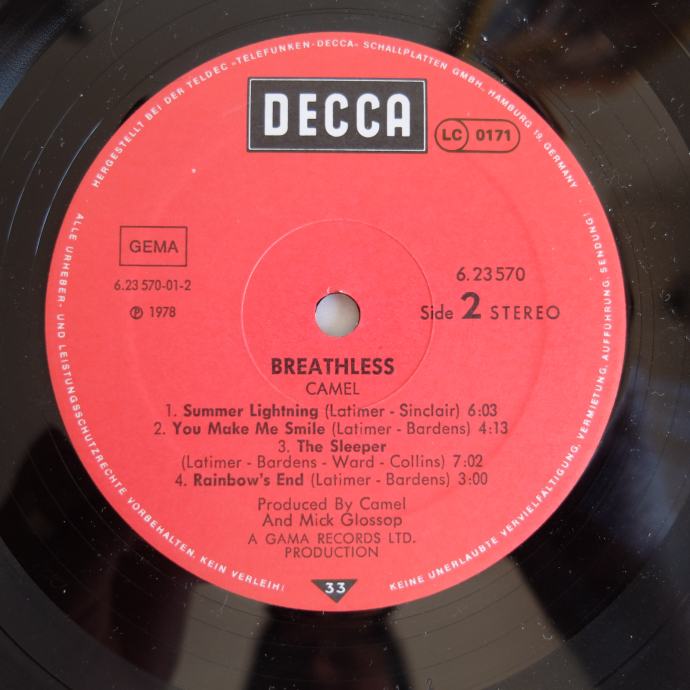 HERGESTELLT BEI DER TELDEC »TELEFUNKEN-DECCA« SCHALLPLATTEN GMBH., HAMBURG 19, GERMANY
DECCA
LC 0171
GEMA
6.23 570-01-2
℗ 1978
6.23570
Side 2 STEREO
BREATHLESS
CAMEL
1. Summer Lightning (Latimer - Sinclair) 6:03
2. You Make Me Smile (Latimer - Bardens) 4:13
3. The Sleeper
(Latimer - Bardens - Ward - Collins) 7:02
4. Rainbow's End (Latimer - Bardens) 3:00
Produced By Camel
And Mick Glossop
A GAMA RECORDS LTD.
PRODUCTION
33
ALLE URHEBER- UND LEISTUNGSSCHUTZRECHTE VORBEHALTEN. KEIN VERLEIH!
KEINE UNERLAUBTE VERVIELFÄLTIGUNG, VERMIETUNG, AUFFÜHRUNG, SENDUNG!